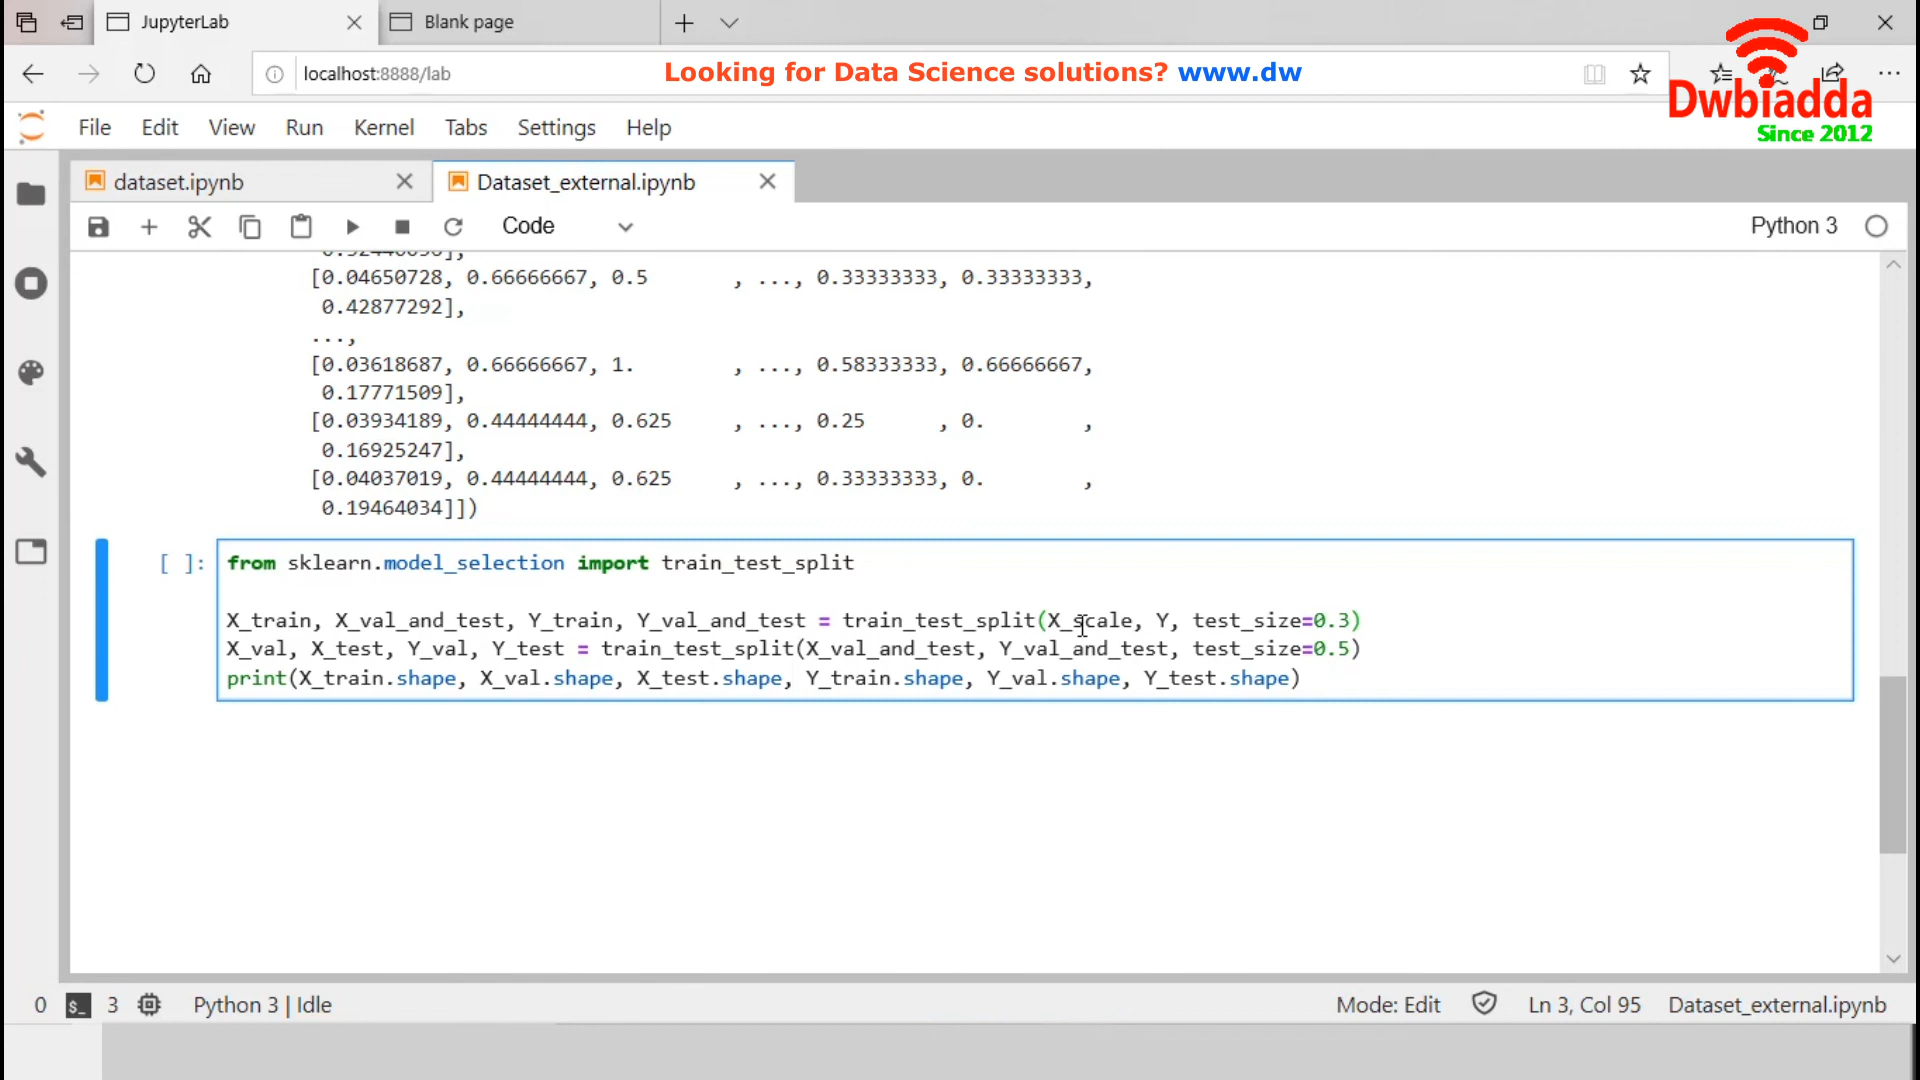 JupyterLab
Blank page
localhost:8888/lab
Looking for Data Science solutions? www.dw
Dwbiadda
Since 2012
File Edit View Run Kernel Tabs Settings Help
dataset.ipynb
Dataset_external.ipynb
Code
Python 3
[0.04650728, 0.66666667, 0.5 , ..., 0.33333333, 0.33333333,
0.42877292],
...,
[0.03618687, 0.66666667, 1. , ..., 0.58333333, 0.66666667,
0.17771509],
[0.03934189, 0.44444444, 0.625 , ..., 0.25 , 0. ,
0.16925247],
[0.04037019, 0.44444444, 0.625 , ..., 0.33333333, 0. ,
0.19464034]])
[ ]: from sklearn.model_selection import train_test_split
X_train, X_val_and_test, Y_train, Y_val_and_test = train_test_split(X_scale, Y, test_size=0.3)
X_val, X_test, Y_val, Y_test = train_test_split(X_val_and_test, Y_val_and_test, test_size=0.5)
print(X_train.shape, X_val.shape, X_test.shape, Y_train.shape, Y_val.shape, Y_test.shape)
0 $_ 3 Python 3 | Idle
Mode: Edit Ln 3, Col 95 Dataset_external.ipynb